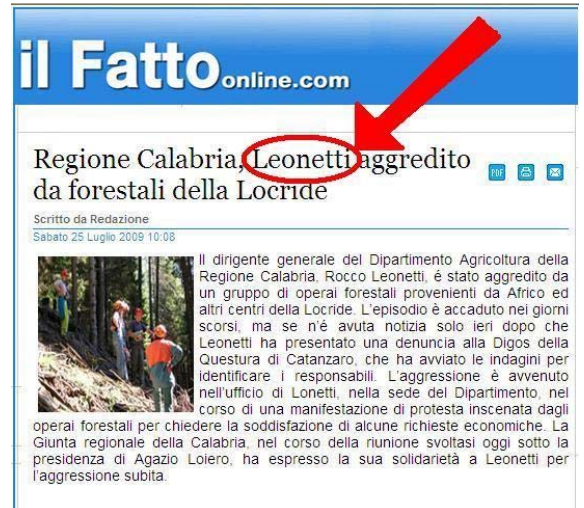 il Fatto online.com
Regione Calabria, Leonetti aggredito
da forestali della Locride
PDF
Scritto da Redazione
Sabato 25 Luglio 2009 10:08
Il dirigente generale del Dipartimento Agricoltura della
Regione Calabria, Rocco Leonetti, é stato aggredito da
un gruppo di operai forestali provenienti da Africo ed
altri centri della Locride. L'episodio è accaduto nei giorni
scorsi, ma se n'é avuta notizia solo ieri dopo che
Leonetti ha presentato una denuncia alla Digos della
Questura di Catanzaro, che ha avviato le indagini per
identificare i responsabili. L'aggressione è avvenuto
nell'ufficio di Lonetti, nella sede del Dipartimento, nel
corso di una manifestazione di protesta inscenata dagli
operai forestali per chiedere la soddisfazione di alcune richieste economiche. La
Giunta regionale della Calabria, nel corso della riunione svoltasi oggi sotto la
presidenza di Agazio Loiero, ha espresso la sua solidarietà a Leonetti per
l'aggressione subita.